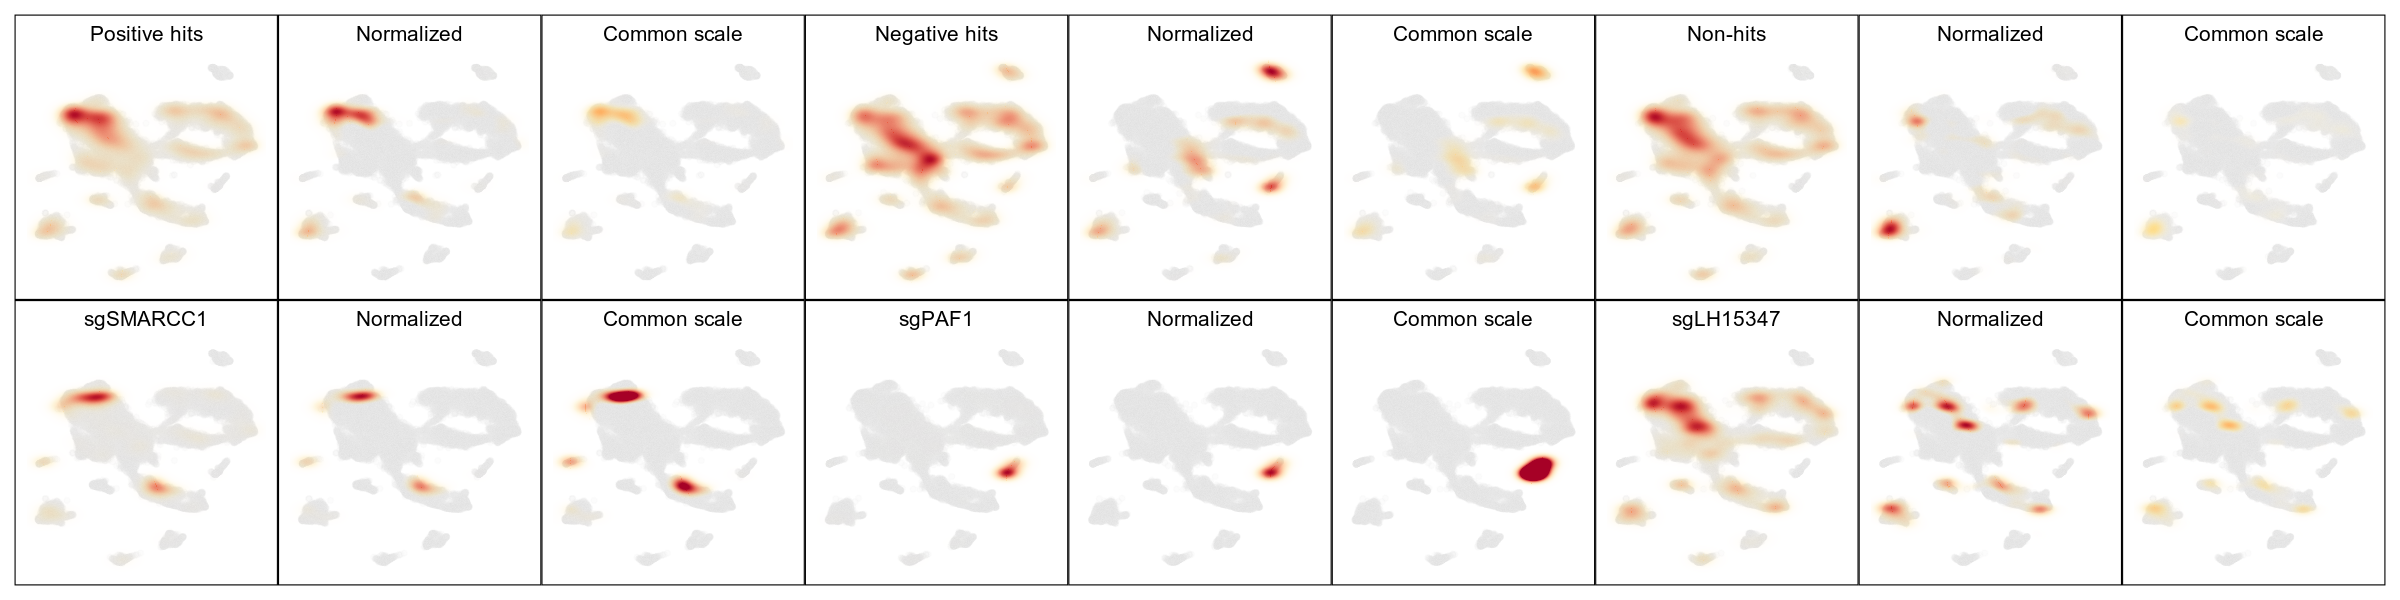 Positive hits
Normalized
Common scale
Negative hits
Normalized
Common scale
Non-hits
Normalized
Common scale
sgSMARCC1
Normalized
Common scale
sgPAF1
Normalized
Common scale
sgLH15347
Normalized
Common scale